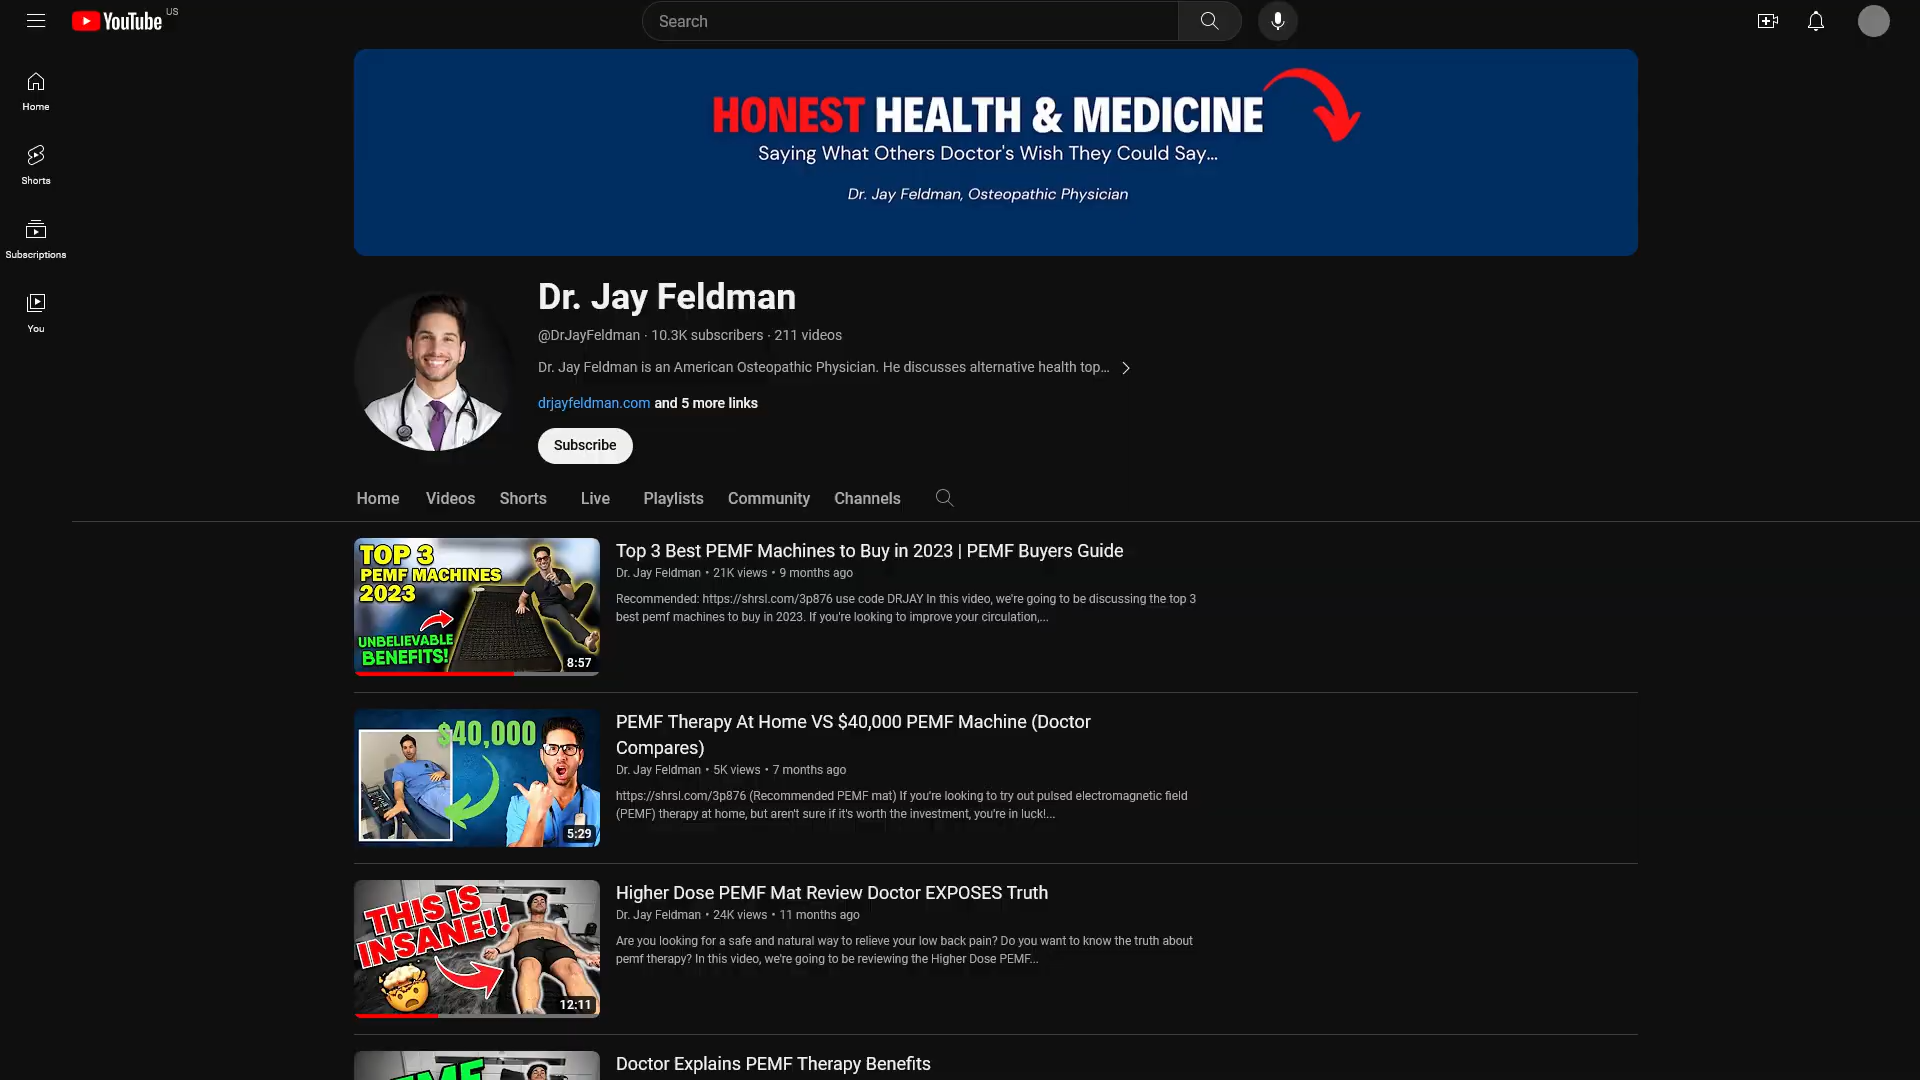 YouTube US
Search
Home
Shorts
Subscriptions
You
HONEST HEALTH & MEDICINE
Saying What Others Doctor's Wish They Could Say...
Dr. Jay Feldman, Osteopathic Physician
Dr. Jay Feldman
@DrJayFeldman · 10.3K subscribers · 211 videos
Dr. Jay Feldman is an American Osteopathic Physician. He discusses alternative health top...
drjayfeldman.com and 5 more links
Subscribe
Home Videos Shorts Live Playlists Community Channels
TOP 3
PEMF MACHINES
2023
UNBELIEVABLE
BENEFITS!
8:57
Top 3 Best PEMF Machines to Buy in 2023 | PEMF Buyers Guide
Dr. Jay Feldman • 21K views • 9 months ago
Recommended: https://shrsl.com/3p876 use code DRJAY In this video, we're going to be discussing the top 3
best pemf machines to buy in 2023. If you're looking to improve your circulation,...
$40,000
5:29
PEMF Therapy At Home VS $40,000 PEMF Machine (Doctor
Compares)
Dr. Jay Feldman • 5K views • 7 months ago
https://shrsl.com/3p876 (Recommended PEMF mat) If you're looking to try out pulsed electromagnetic field
(PEMF) therapy at home, but aren't sure if it's worth the investment, you're in luck!...
THIS IS
INSANE!!
12:11
Higher Dose PEMF Mat Review Doctor EXPOSES Truth
Dr. Jay Feldman • 24K views • 11 months ago
Are you looking for a safe and natural way to relieve your low back pain? Do you want to know the truth about
pemf therapy? In this video, we're going to be reviewing the Higher Dose PEMF...
PEMF
Doctor Explains PEMF Therapy Benefits